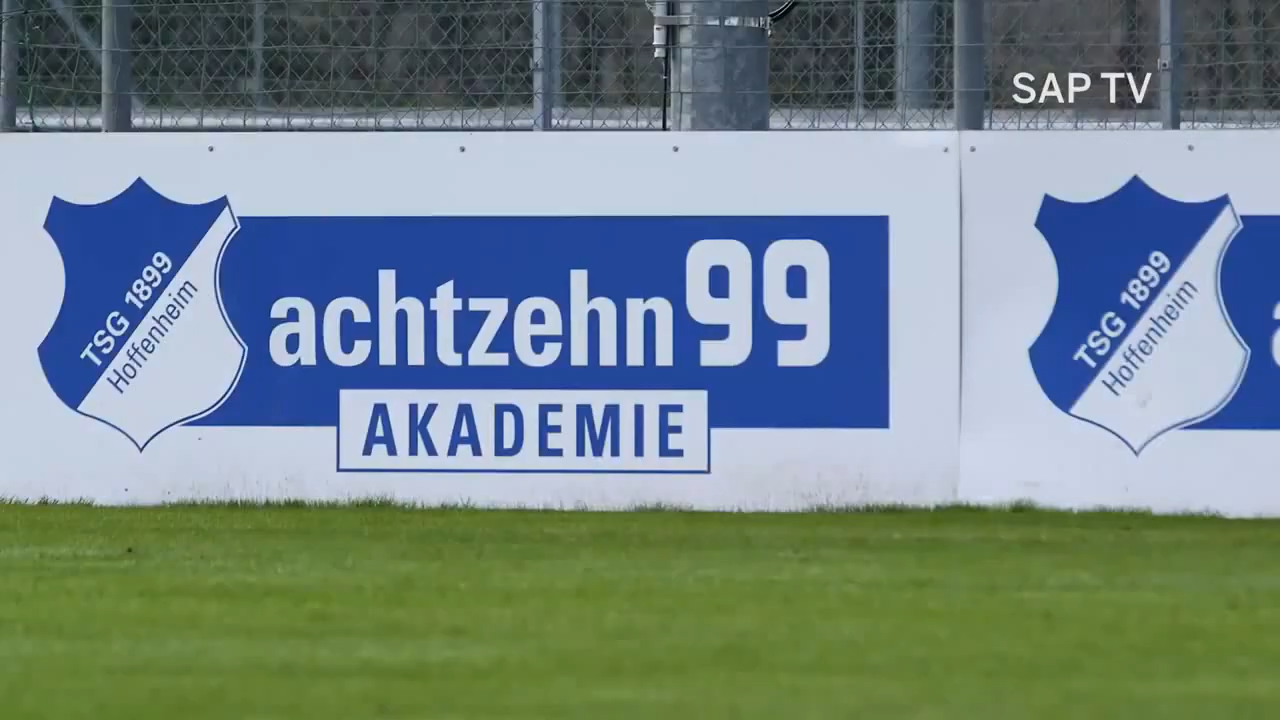 SAP TV
TSG 1899
Hoffenheim
achtzehn99
AKADEMIE
TSG 1899
Hoffenheim